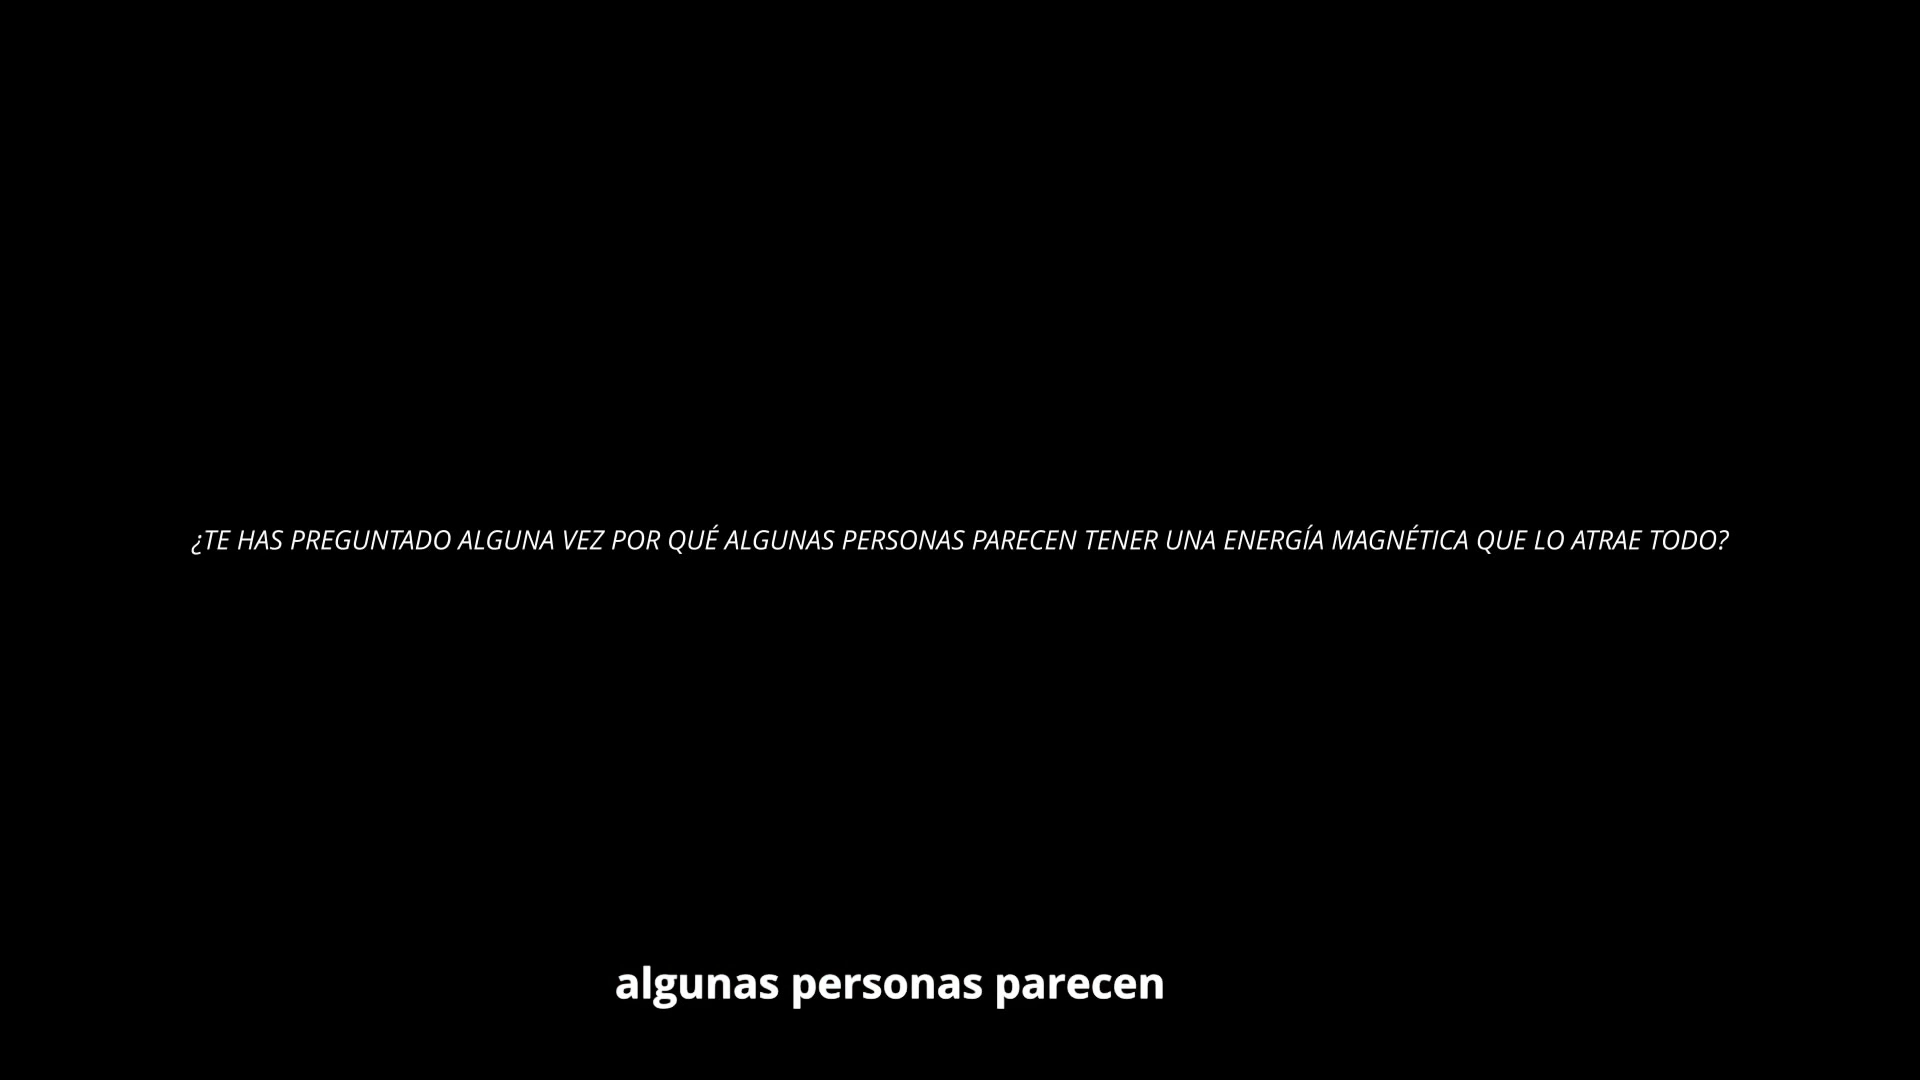 ¿TE HAS PREGUNTADO ALGUNA VEZ POR QUÉ ALGUNAS PERSONAS PARECEN TENER UNA ENERGÍA MAGNÉTICA QUE LO ATRAE TODO?
algunas personas parecen